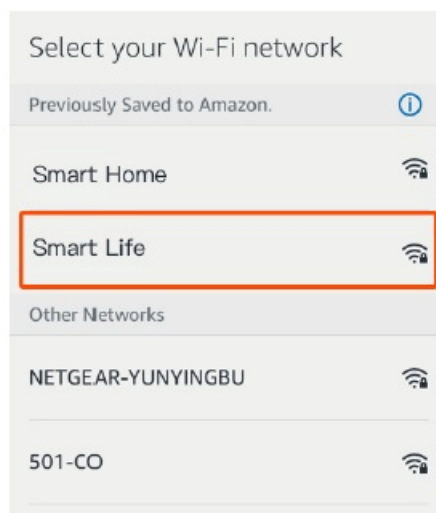 Select your Wi-Fi network
Previously Saved to Amazon.
Smart Home
Smart Life
Other Networks
NETGEAR-YUNYINGBU
501-CO